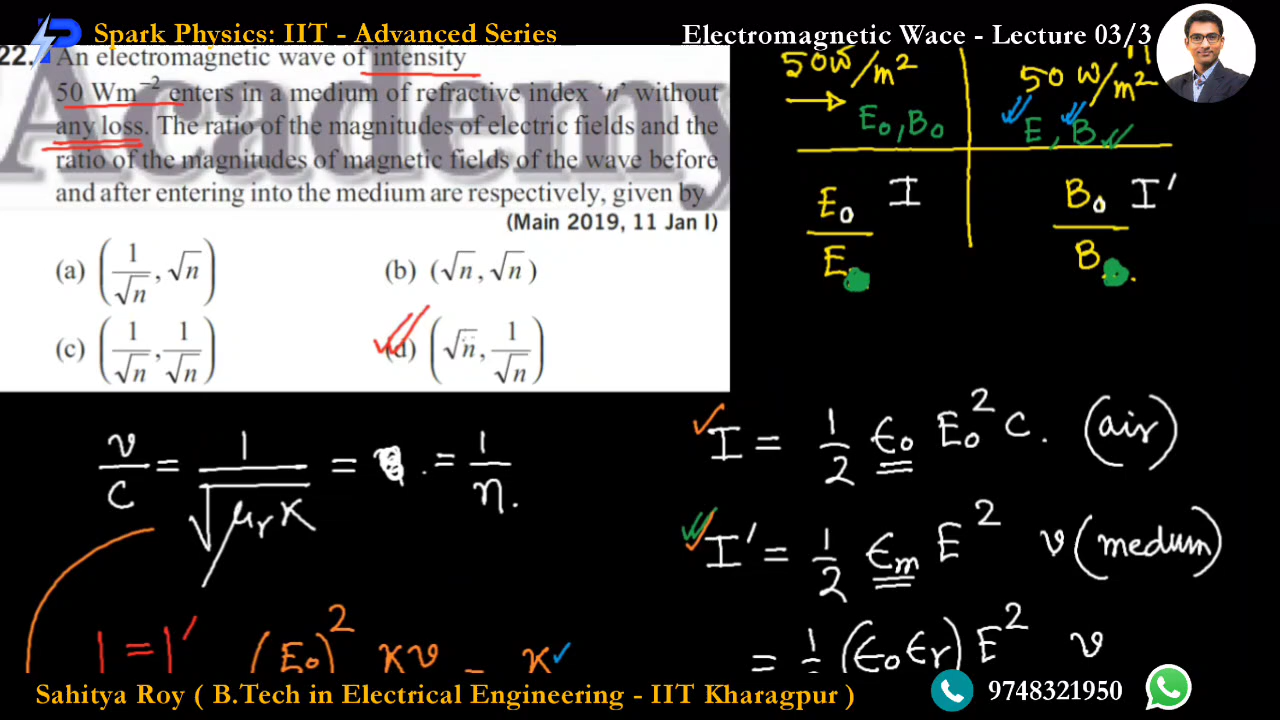 Spark Physics: IIT - Advanced Series
Electromagnetic Wace - Lecture 03/3
Academy
22. An electromagnetic wave of intensity
50 Wm⁻² enters in a medium of refractive index ‘n’ without
any loss. The ratio of the magnitudes of electric fields and the
ratio of the magnitudes of magnetic fields of the wave before
and after entering into the medium are respectively, given by
(Main 2019, 11 Jan I)
(a) (1/√n, √n)
(b) (√n, √n)
(c) (1/√n, 1/√n)
(d) (√n, 1/√n)
50W/m² 50 W/m²
E₀, B₀ E, B
E₀/E I B₀/B I′
v/c = 1/√μᵣK = = 1/n.
I = 1/2 ε₀ E₀² c. (air)
I′ = 1/2 εₘ E² v (medum)
= 1/2 (ε₀ εᵣ) E² v
I = I′ (E₀)² Kv = K
Sahitya Roy ( B.Tech in Electrical Engineering - IIT Kharagpur )
9748321950